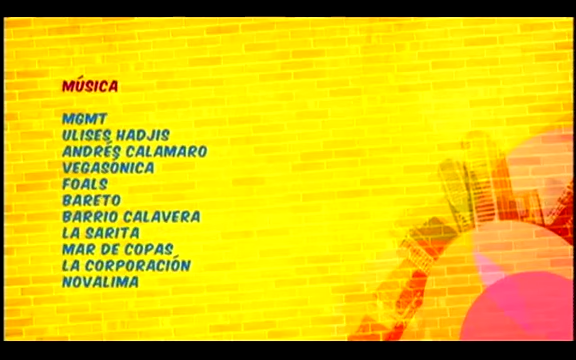 MÚSICA
MGMT
ULISES HADJIS
ANDRÉS CALAMARO
VEGASÓNICA
FOALS
BARETO
BARRIO CALAVERA
LA SARITA
MAR DE COPAS
LA CORPORACIÓN
NOVALIMA